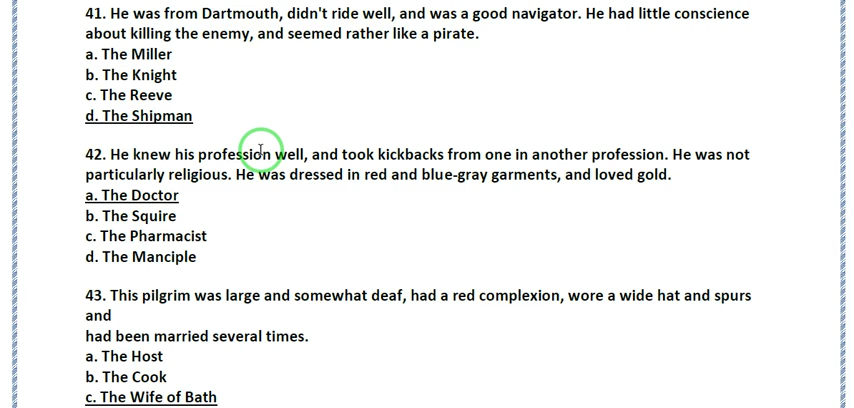 41. He was from Dartmouth, didn't ride well, and was a good navigator. He had little conscience
about killing the enemy, and seemed rather like a pirate.
a. The Miller
b. The Knight
c. The Reeve
d. The Shipman
42. He knew his profession well, and took kickbacks from one in another profession. He was not
particularly religious. He was dressed in red and blue-gray garments, and loved gold.
a. The Doctor
b. The Squire
c. The Pharmacist
d. The Manciple
43. This pilgrim was large and somewhat deaf, had a red complexion, wore a wide hat and spurs
and
had been married several times.
a. The Host
b. The Cook
c. The Wife of Bath